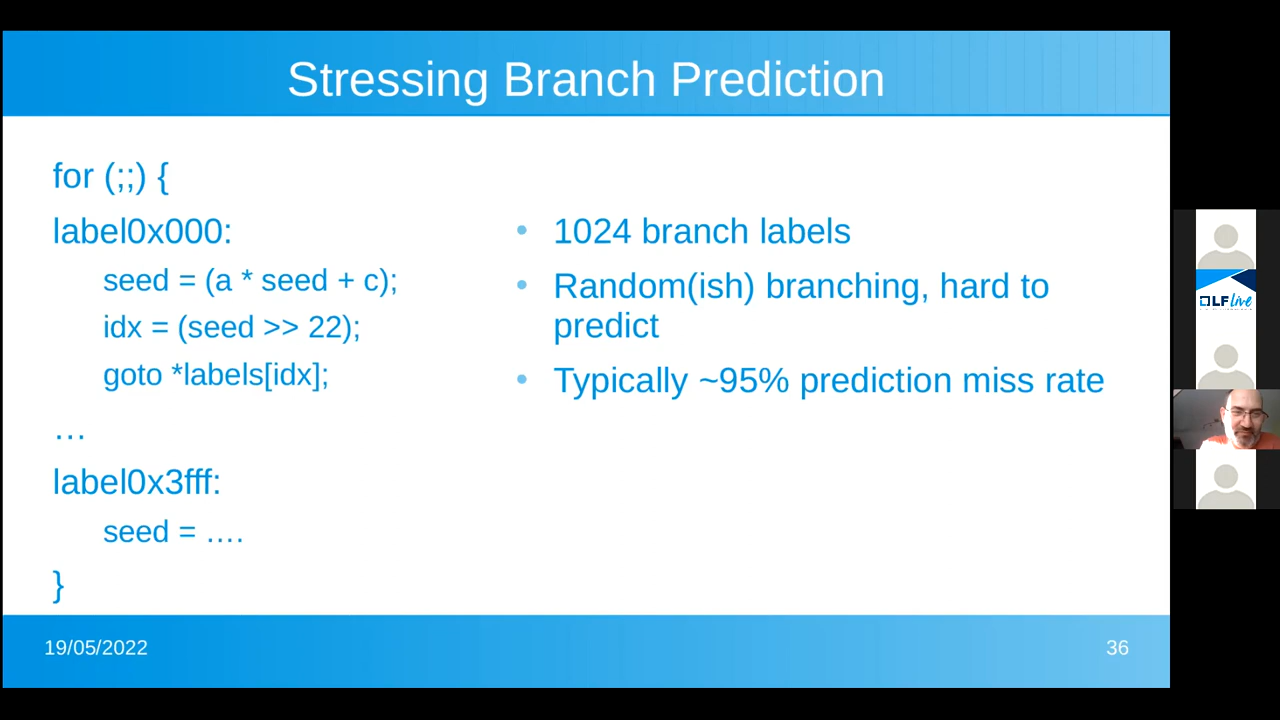 Stressing Branch Prediction
for (;;) {
label0x000:
seed = (a * seed + c);
idx = (seed >> 22);
goto *labels[idx];
…
label0x3fff:
seed = ….
}
• 1024 branch labels
• Random(ish) branching, hard to
predict
• Typically ~95% prediction miss rate
19/05/2022
36
LF Live